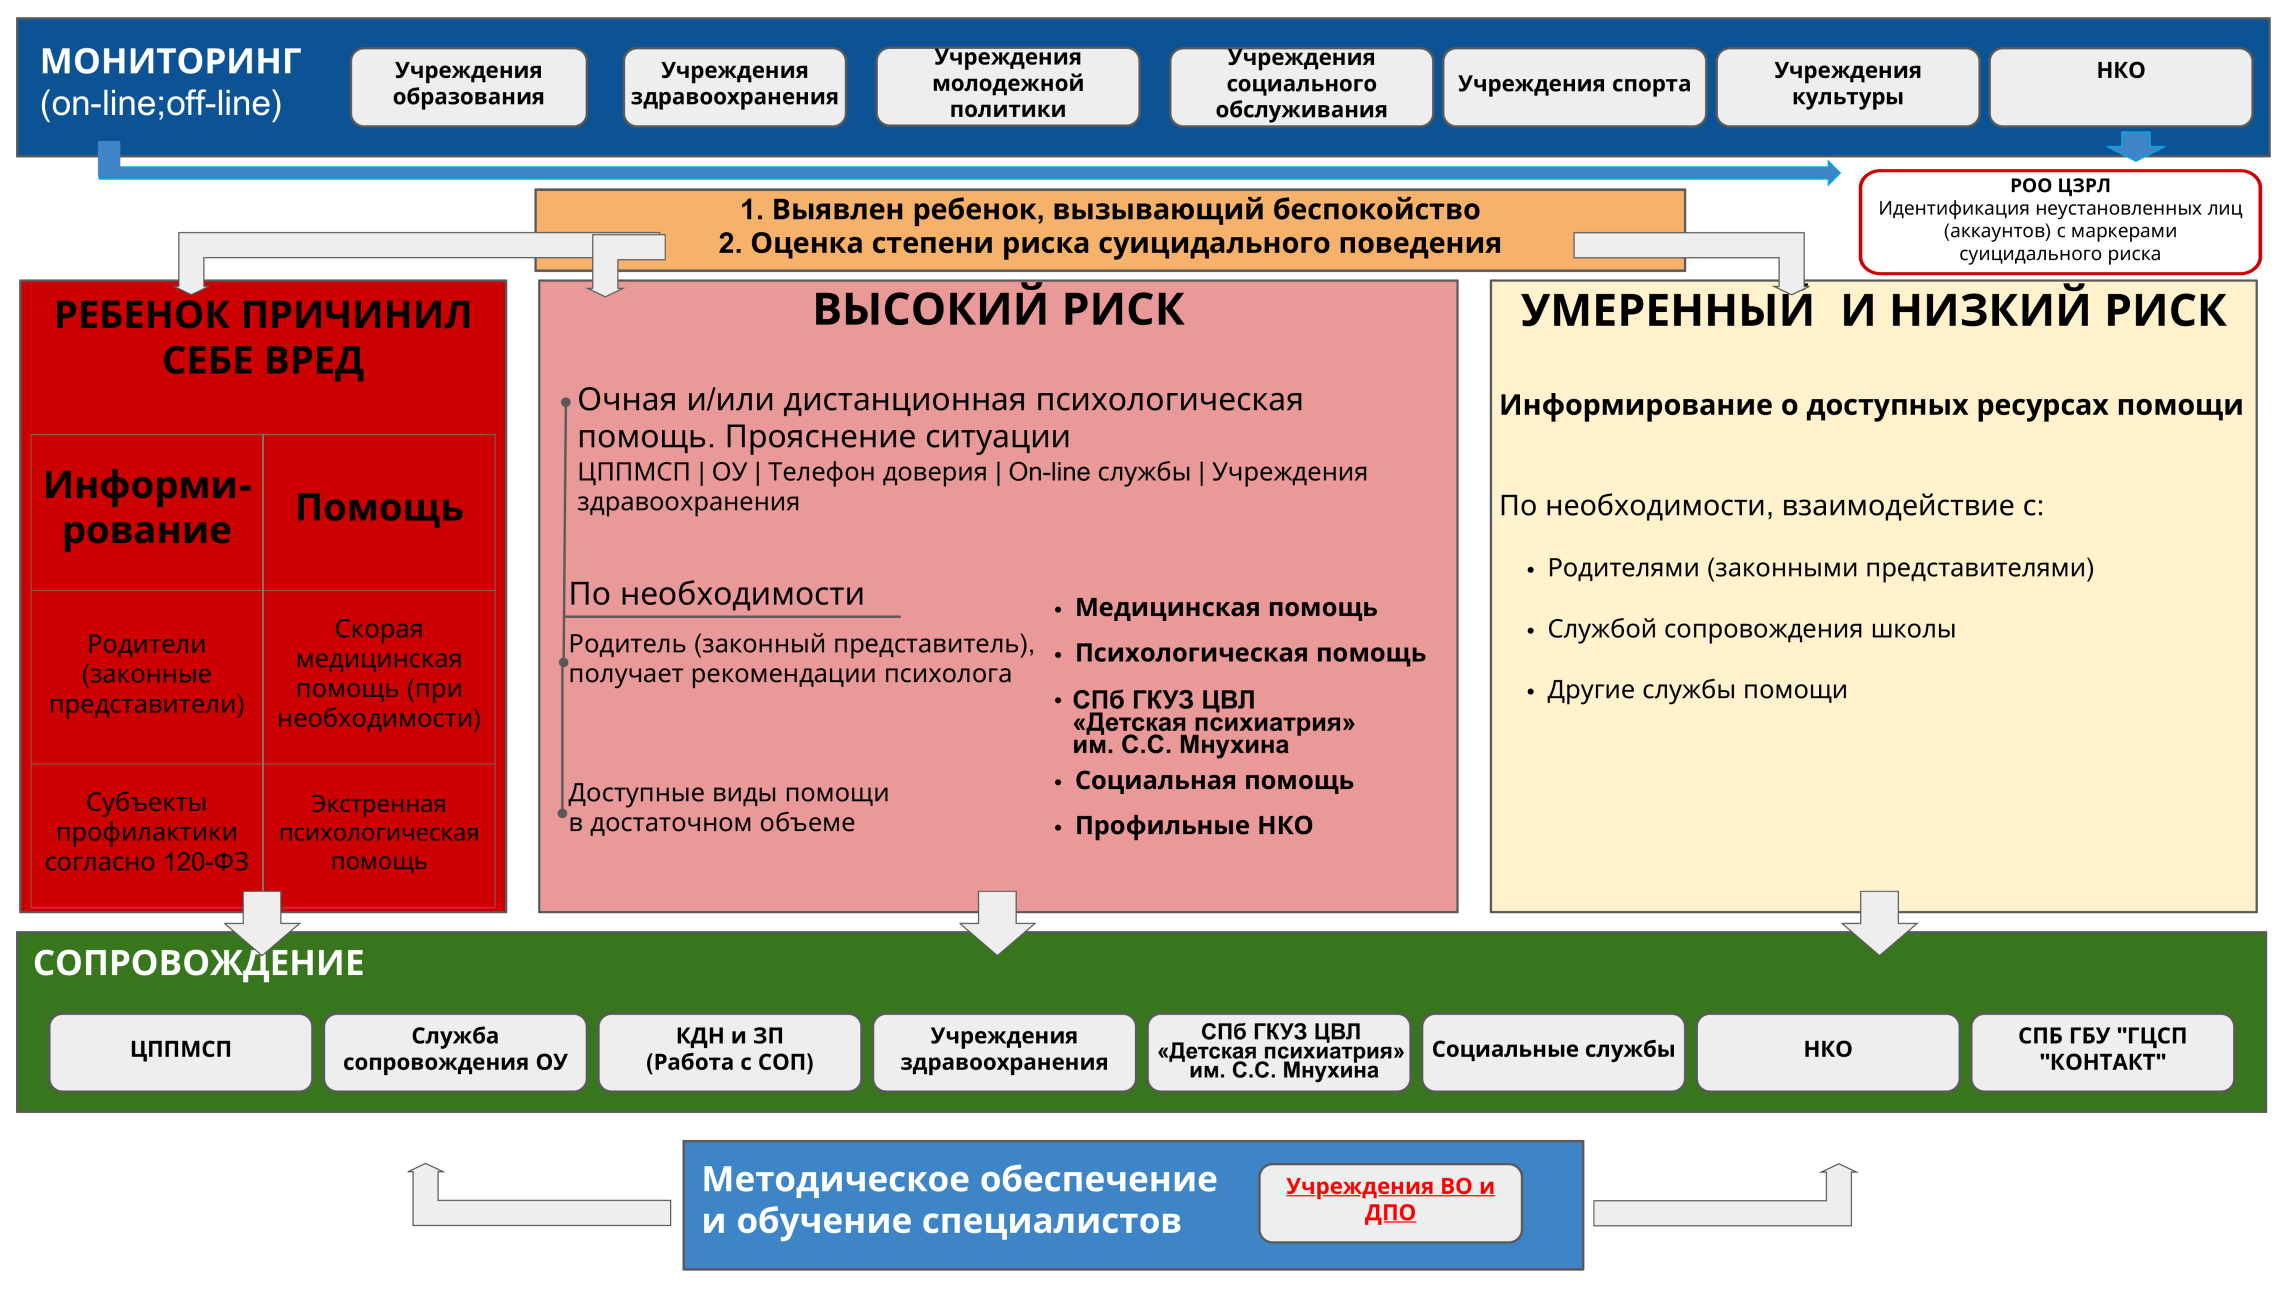 МОНИТОРИНГ
(on-line;off-line)
Учреждения
образования
Учреждения
здравоохранения
Учреждения
молодежной
политики
Учреждения
социального
обслуживания
Учреждения спорта
Учреждения
культуры
НКО
РОО ЦЗРЛ
Идентификация неустановленных лиц
(аккаунтов) с маркерами
суицидального риска
1. Выявлен ребенок, вызывающий беспокойство
2. Оценка степени риска суицидального поведения
РЕБЕНОК ПРИЧИНИЛ
СЕБЕ ВРЕД
Информи-
рование
Помощь
Родители
(законные
представители)
Скорая
медицинская
помощь (при
необходимости)
Субъекты
профилактики
согласно 120-ФЗ
Экстренная
психологическая
помощь
ВЫСОКИЙ РИСК
Очная и/или дистанционная психологическая
помощь. Прояснение ситуации
ЦППМСП | ОУ | Телефон доверия | On-line службы | Учреждения
здравоохранения
По необходимости
Родитель (законный представитель),
получает рекомендации психолога
Доступные виды помощи
в достаточном объеме
• Медицинская помощь
• Психологическая помощь
• СПб ГКУЗ ЦВЛ
«Детская психиатрия»
им. С.С. Мнухина
• Социальная помощь
• Профильные НКО
УМЕРЕННЫЙ И НИЗКИЙ РИСК
Информирование о доступных ресурсах помощи
По необходимости, взаимодействие с:
• Родителями (законными представителями)
• Службой сопровождения школы
• Другие службы помощи
СОПРОВОЖДЕНИЕ
ЦППМСП
Служба
сопровождения ОУ
КДН и ЗП
(Работа с СОП)
Учреждения
здравоохранения
СПб ГКУЗ ЦВЛ
«Детская психиатрия»
им. С.С. Мнухина
Социальные службы
НКО
СПБ ГБУ "ГЦСП
"КОНТАКТ"
Методическое обеспечение
и обучение специалистов
Учреждения ВО и
ДПО